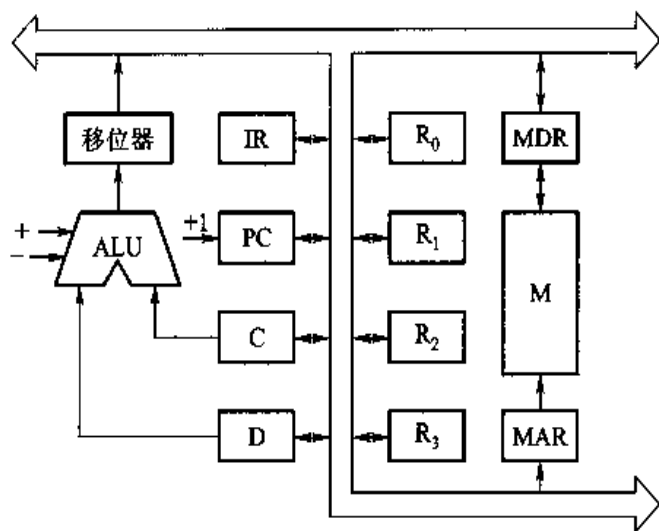 移位器
IR
R₀
MDR
+
−
ALU
+1
PC
R₁
M
C
R₂
D
R₃
MAR